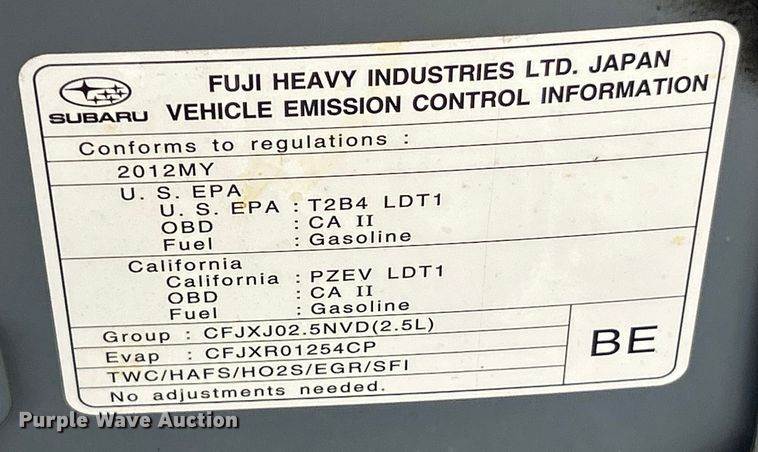 FUJI HEAVY INDUSTRIES LTD. JAPAN
SUBARU VEHICLE EMISSION CONTROL INFORMATION
Conforms to regulations :
2012MY
U. S. EPA
U. S. EPA : T2B4 LDT1
OBD : CA II
Fuel : Gasoline
California
California : PZEV LDT1
OBD : CA II
Fuel : Gasoline
Group : CFJXJ02.5NVD(2.5L)
Evap : CFJXR01254CP
BE
TWC/HAFS/HO2S/EGR/SFI
No adjustments needed.
Purple Wave Auction